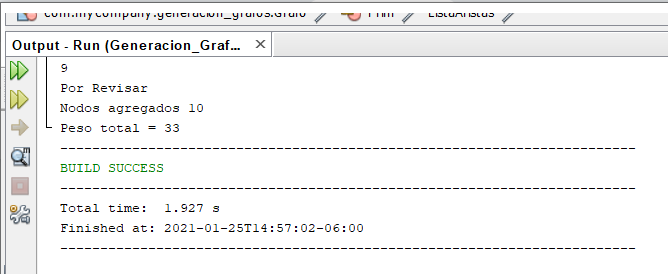 com.mycompany.generacion_grafos.Grafo Prim ListaAristas
Output - Run (Generacion_Graf... ×
9
Por Revisar
Nodos agregados 10
Peso total = 33
------------------------------------------------------------------------
BUILD SUCCESS
------------------------------------------------------------------------
Total time:  1.927 s
Finished at: 2021-01-25T14:57:02-06:00
------------------------------------------------------------------------